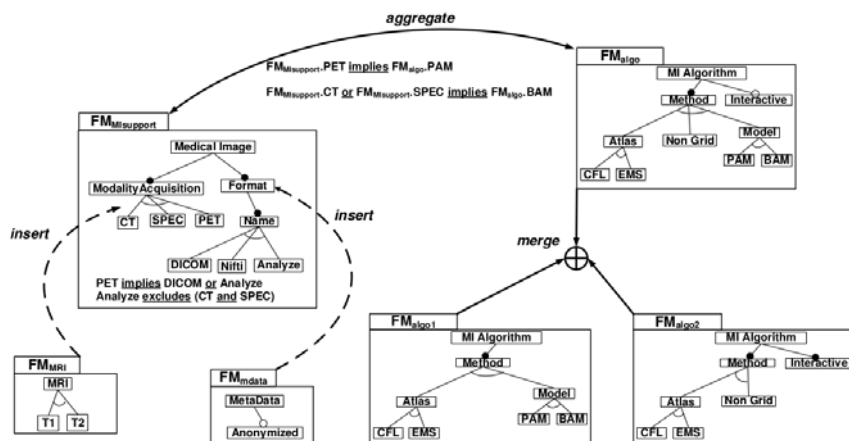 aggregate
FM_MIsupport.PET implies FM_algo.PAM
FM_MIsupport.CT or FM_MIsupport.SPEC implies FM_algo.BAM
FM_algo
MI Algorithm
Method
Interactive
Atlas
Non Grid
Model
CFL
EMS
PAM
BAM
FM_MIsupport
Medical Image
ModalityAcquisition
Format
CT
SPEC
PET
Name
DICOM
Nifti
Analyze
PET implies DICOM or Analyze
Analyze excludes (CT and SPEC)
insert
insert
merge
FM_MRI
MRI
T1
T2
FM_mdata
MetaData
Anonymized
FM_algo1
MI Algorithm
Method
Atlas
Model
CFL
EMS
PAM
BAM
FM_algo2
MI Algorithm
Method
Interactive
Atlas
Non Grid
CFL
EMS